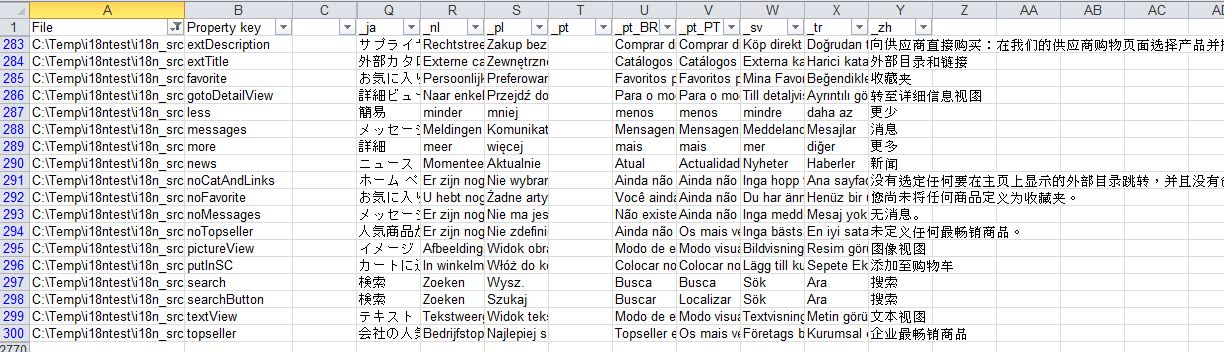 A B C Q R S T U V W X Y Z AA AB AC AD
1 File Property key _ja _nl _pl _pt _pt_BR _pt_PT _sv _tr _zh
283 C:\Temp\i18ntest\i18n_src extDescription サプライヤ Rechtstree Zakup bez Comprar d Comprar d Köp direkt Doğrudan t 向供应商直接购买：在我们的供应商购物页面选择产品并
284 C:\Temp\i18ntest\i18n_src extTitle 外部カタロ Externe ca Zewnętrzne Catálogos Catálogos Externa ka Harici kata 外部目录和链接
285 C:\Temp\i18ntest\i18n_src favorite お気に入り Persoonlijk Preferowar Favoritos p Favoritos p Mina Favo Beğendikle 收藏夹
286 C:\Temp\i18ntest\i18n_src gotoDetailView 詳細ビュー Naar enkel Przejdź do Para o mo Para o mo Till detaljvi Ayrıntılı gö 转至详细信息视图
287 C:\Temp\i18ntest\i18n_src less 簡易 minder mniej menos menos mindre daha az 更少
288 C:\Temp\i18ntest\i18n_src messages メッセージ Meldingen Komunikat Mensagen Mensagen Meddeland Mesajlar 消息
289 C:\Temp\i18ntest\i18n_src more 詳細 meer więcej mais mais mer diğer 更多
290 C:\Temp\i18ntest\i18n_src news ニュース Momentee Aktualnie Atual Actualidad Nyheter Haberler 新闻
291 C:\Temp\i18ntest\i18n_src noCatAndLinks ホーム ペ Er zijn nog Nie wybran Ainda não Ainda não Inga hopp Ana sayfad 没有选定任何要在主页上显示的外部目录跳转，并且没有
292 C:\Temp\i18ntest\i18n_src noFavorite お気に入り U hebt nog Żadne arty Você ainda Ainda não Du har änn Henüz bir 您尚未将任何商品定义为收藏夹。
293 C:\Temp\i18ntest\i18n_src noMessages メッセージ Er zijn nog Nie ma jes Não existe Ainda não Inga medd Mesaj yok 无消息。
294 C:\Temp\i18ntest\i18n_src noTopseller 人気商品が Er zijn nog Nie zdefini Ainda não Os mais v Inga bästs En iyi sata 未定义任何最畅销商品。
295 C:\Temp\i18ntest\i18n_src pictureView イメージ Afbeelding Widok obra Modo de e Modo visua Bildvisning Resim görü 图像视图
296 C:\Temp\i18ntest\i18n_src putInSC カートに追 In winkelm Włóż do ko Colocar no Colocar no Lägg till ku Sepete Ek 添加至购物车
297 C:\Temp\i18ntest\i18n_src search 検索 Zoeken Wysz. Busca Busca Sök Ara 搜索
298 C:\Temp\i18ntest\i18n_src searchButton 検索 Zoeken Szukaj Buscar Localizar Sök Ara 搜索
299 C:\Temp\i18ntest\i18n_src textView テキスト Tekstweerg Widok teks Modo de e Modo visua Textvisning Metin görü 文本视图
300 C:\Temp\i18ntest\i18n_src topseller 会社の人気 Bedrijfstop Najlepiej s Topseller e Os mais ve Företags b Kurumsal 企业最畅销商品
2770